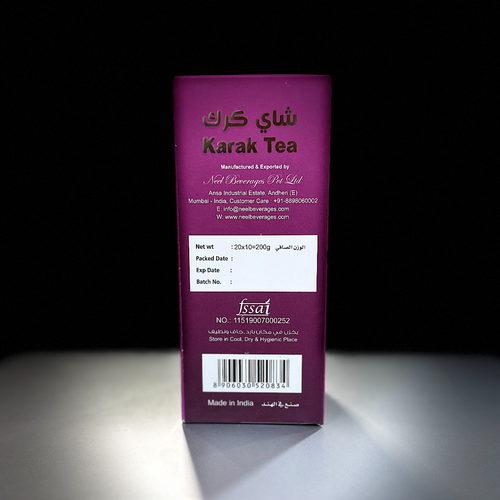 شاي كرك
Karak Tea
Manufactured & Exported by
Neel Beverages Pvt Ltd
Ansa Industrial Estate, Andheri (E)
Mumbai - India, Customer Care : +91-8898060002
E: info@neelbeverages.com
W: www.neelbeverages.com
Net wt : 20x10=200g الوزن الصافي
Packed Date :
Exp Date :
Batch No. :
fssai
NO.: 11519007000252
يخزن في مكان بارد، جاف ونظيف
Store in Cool, Dry & Hygienic Place
8 906030 520834
Made in India صنع في الهند